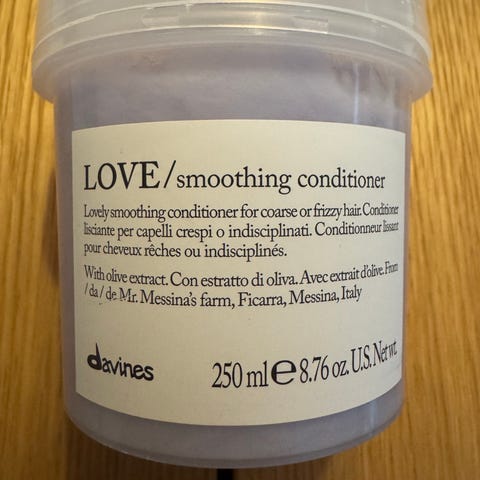 LOVE/smoothing conditioner
Lovely smoothing conditioner for coarse or frizzy hair. Conditioner
lisciante per capelli crespi o indisciplinati. Conditionneur lissant
pour cheveux rêches ou indisciplinés.
With olive extract. Con estratto di oliva. Avec extrait d'olive. From
/ da / de Mr. Messina's farm, Ficarra, Messina, Italy
davines
250 ml ℮ 8.76 oz. U.S. Net wt.